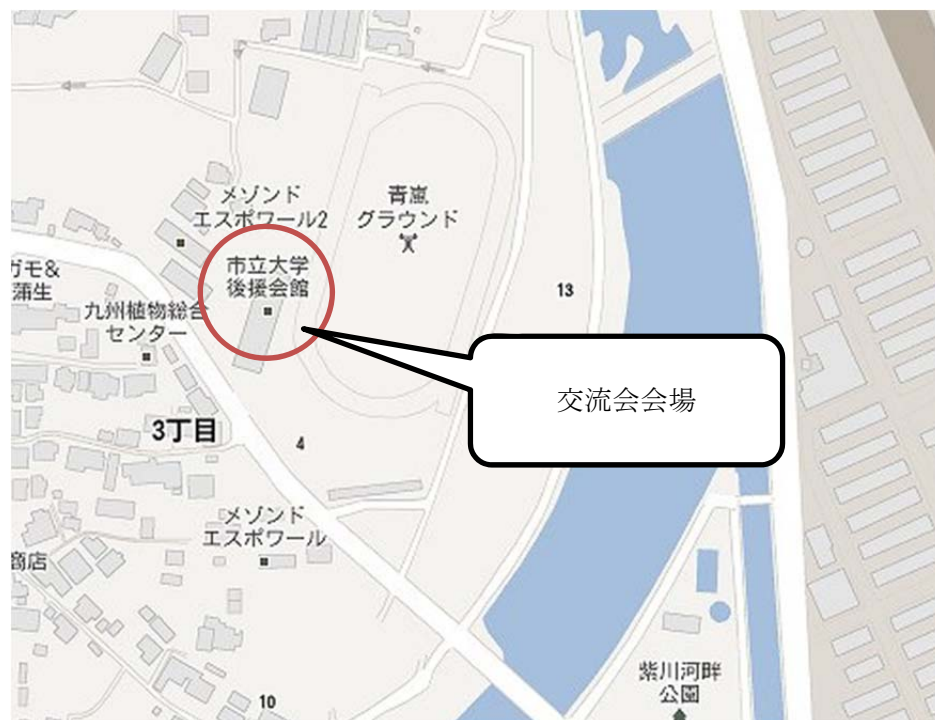 メゾンド
エスポワール2
青嵐
グラウンド
市立大学
後援会館
ガモ&
蒲生
九州植物総合
センター
13
交流会会場
3丁目
4
メゾンド
エスポワール
商店
紫川河畔
公園
10